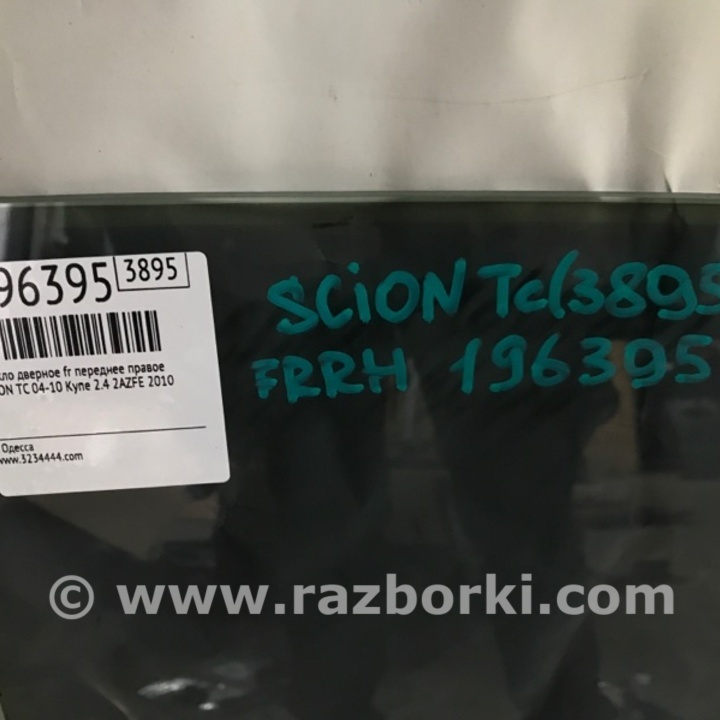 96395 3895
ло дверное fr переднее правое
ON TC 04-10 Купе 2.4 2AZFE 2010
Одесса
www.3234444.com
SCiON Tc(3895
FRRH 196395
© www.razborki.com